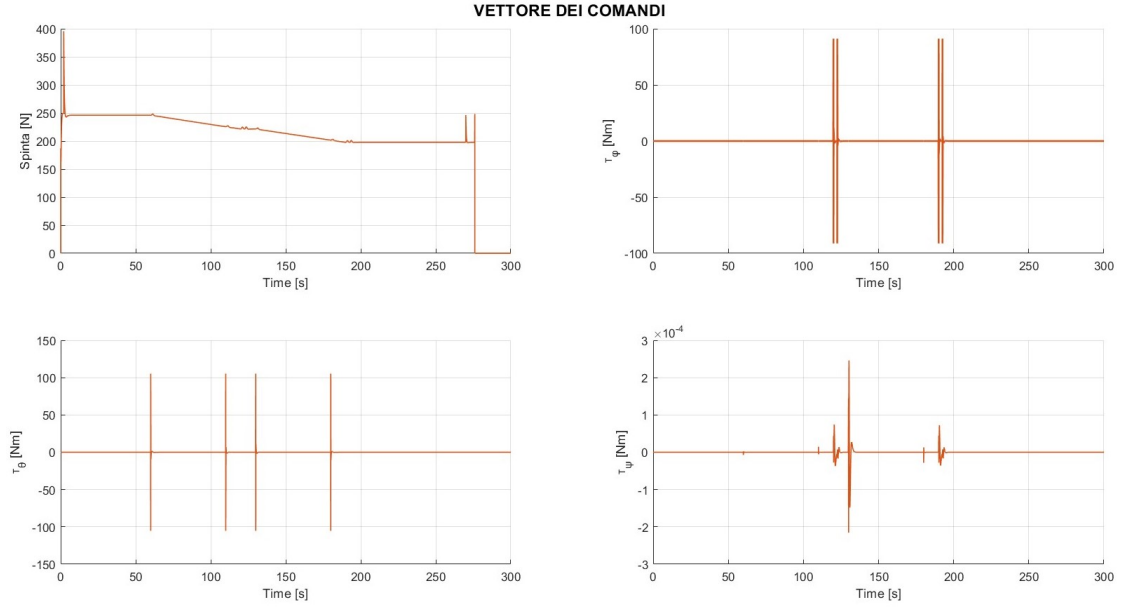 VETTORE DEI COMANDI
400
350
300
250
200
150
100
50
0
Spinta [N]
0 50 100 150 200 250 300
Time [s]
100
50
0
-50
-100
τφ [Nm]
0 50 100 150 200 250 300
Time [s]
150
100
50
0
-50
-100
-150
τθ [Nm]
0 50 100 150 200 250 300
Time [s]
×10-4
3
2
1
0
-1
-2
-3
τψ [Nm]
0 50 100 150 200 250 300
Time [s]